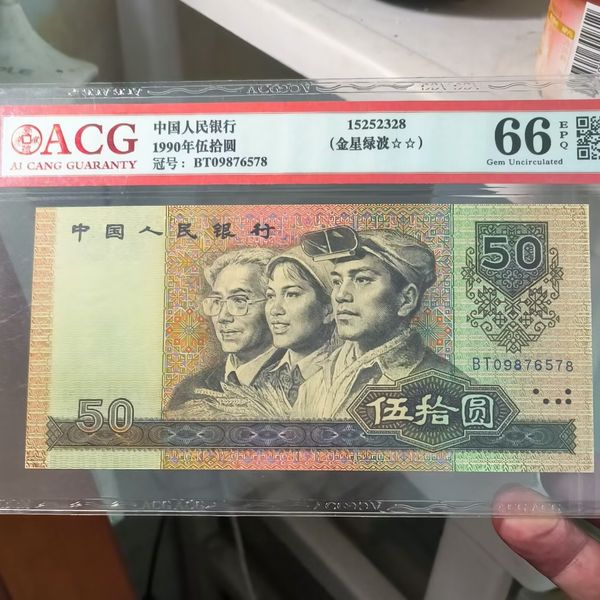 ACG
AI CANG GUARANTY
中国人民银行
1990年伍拾圆
冠号: BT09876578
15252328
(金星绿波☆☆)
66
EPQ
Gem Uncirculated
中国人民银行
50
BT09876578
50
伍拾圆